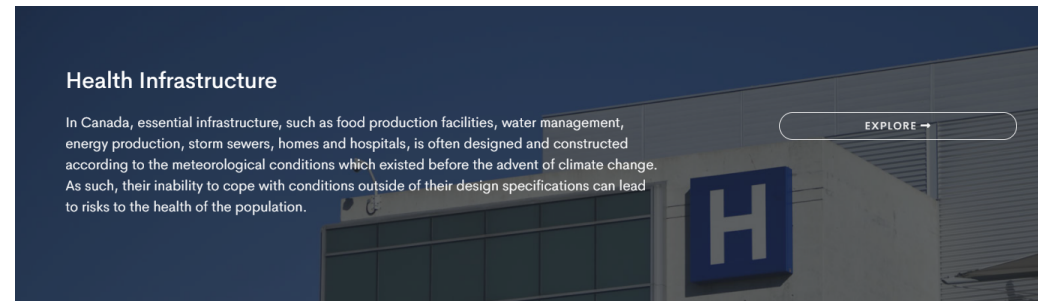 Health Infrastructure
In Canada, essential infrastructure, such as food production facilities, water management,
energy production, storm sewers, homes and hospitals, is often designed and constructed
according to the meteorological conditions which existed before the advent of climate change.
As such, their inability to cope with conditions outside of their design specifications can lead
to risks to the health of the population.
EXPLORE →
H